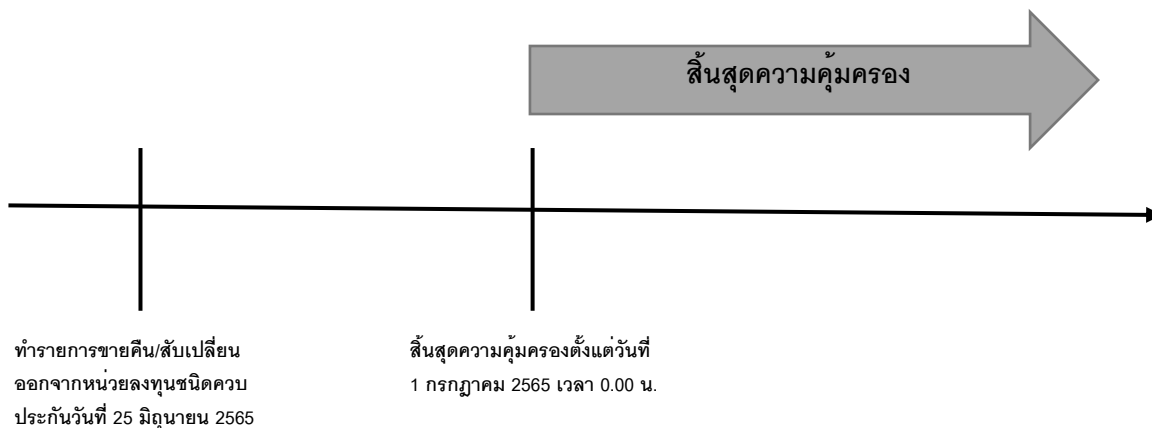 สิ้นสุดความคุ้มครอง
ทำรายการขายคืน/สับเปลี่ยน
ออกจากหน่วยลงทุนชนิดควบ
ประกันวันที่ 25 มิถุนายน 2565
สิ้นสุดความคุ้มครองตั้งแต่วันที่
1 กรกฎาคม 2565 เวลา 0.00 น.